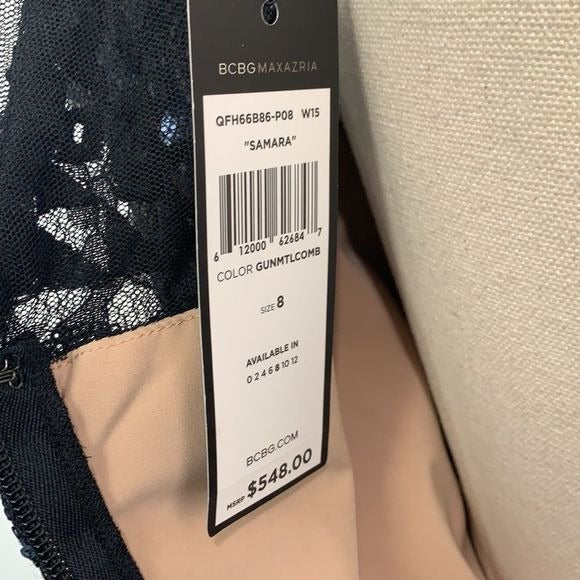 BCBGMAXAZRIA
QFH66B86-P08 W15
"SAMARA"
6 12000 62684 7
COLOR GUNMTLCOMB
SIZE 8
AVAILABLE IN
0 2 4 6 8 10 12
BCBG.COM
MSRP $548.00